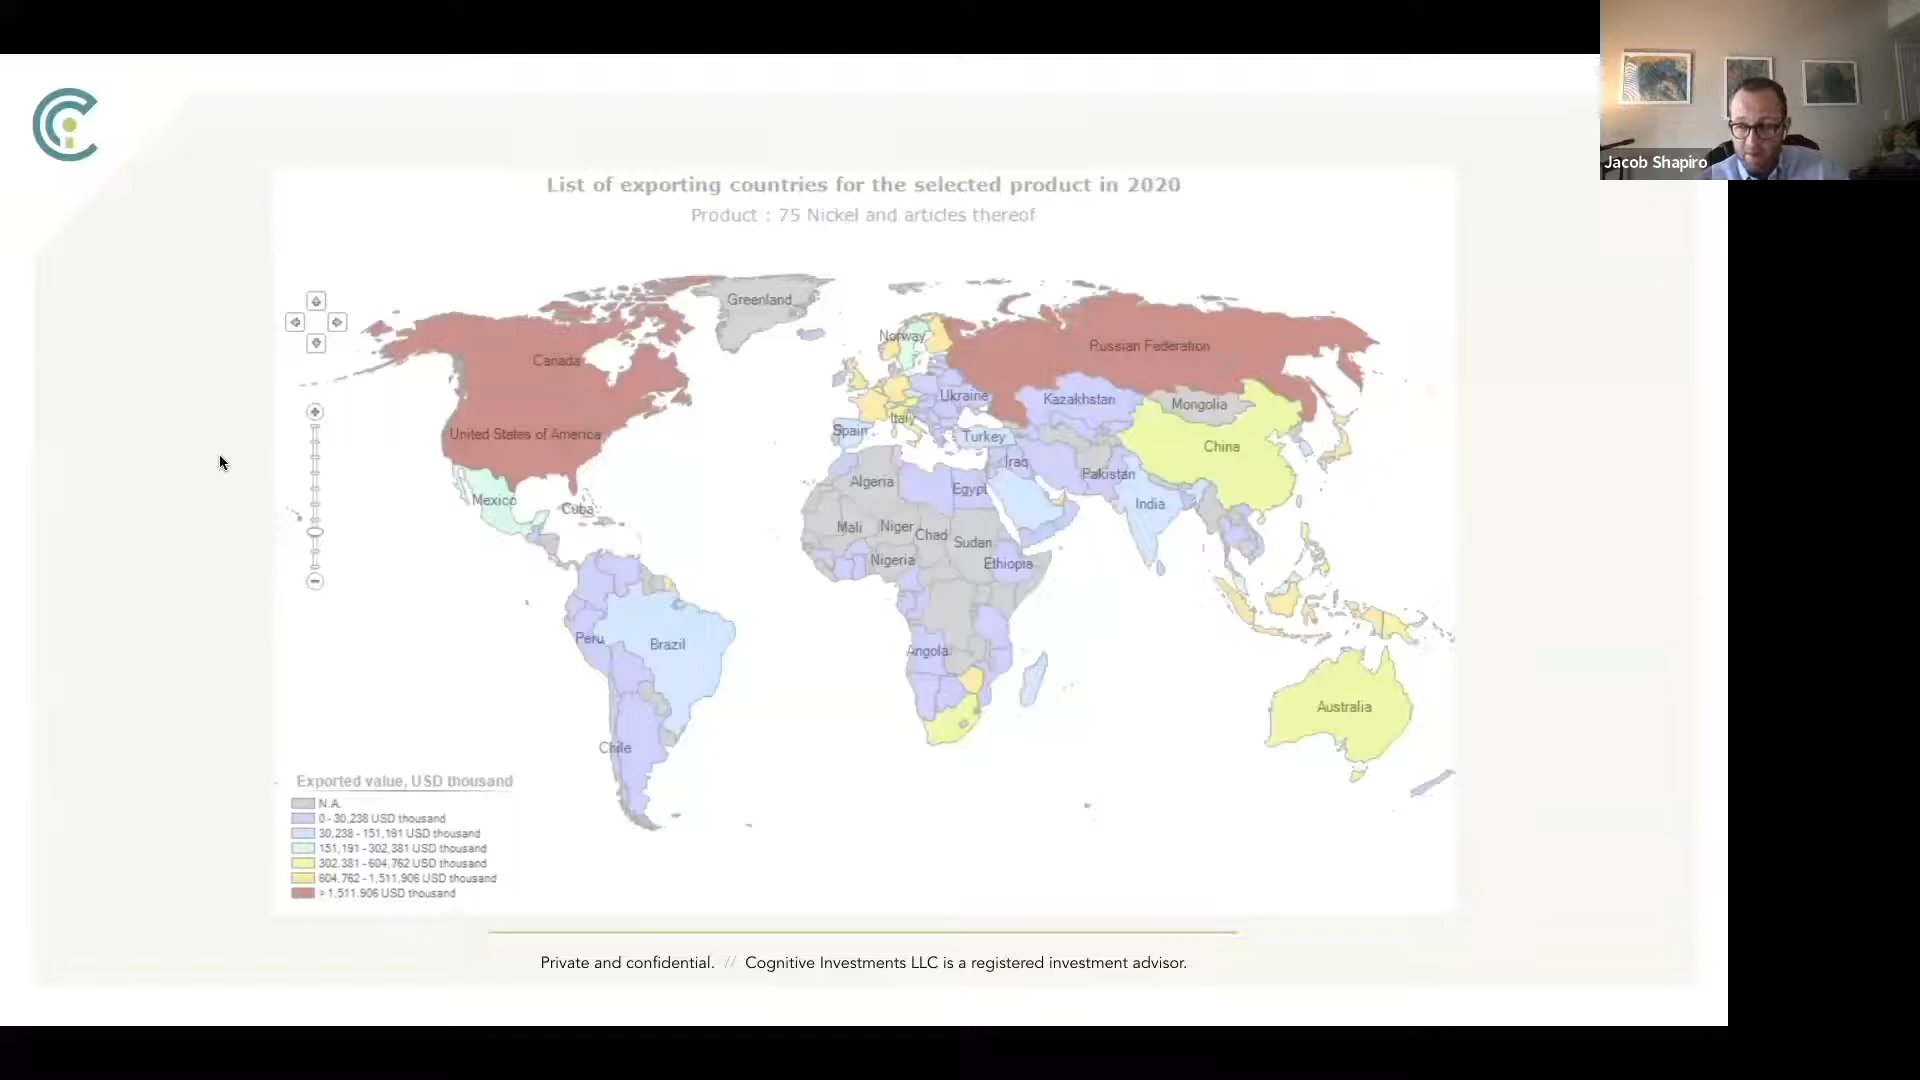 Jacob Shapiro
List of exporting countries for the selected product in 2020
Product : 75 Nickel and articles thereof
Greenland
Norway
Canada
Russian Federation
Ukraine
Kazakhstan
Mongolia
Italy
Spain
Turkey
United States of America
China
Iraq
Pakistan
Algeria
Egypt
Mexico
India
Cuba
Mali
Niger
Chad
Sudan
Nigeria
Ethiopia
Peru
Brazil
Angola
Australia
Chile
Exported value, USD thousand
N.A.
0 - 30,238 USD thousand
30,238 - 151,191 USD thousand
151,191 - 302,381 USD thousand
302,381 - 604,762 USD thousand
604,762 - 1,511,906 USD thousand
> 1,511,906 USD thousand
Private and confidential. // Cognitive Investments LLC is a registered investment advisor.